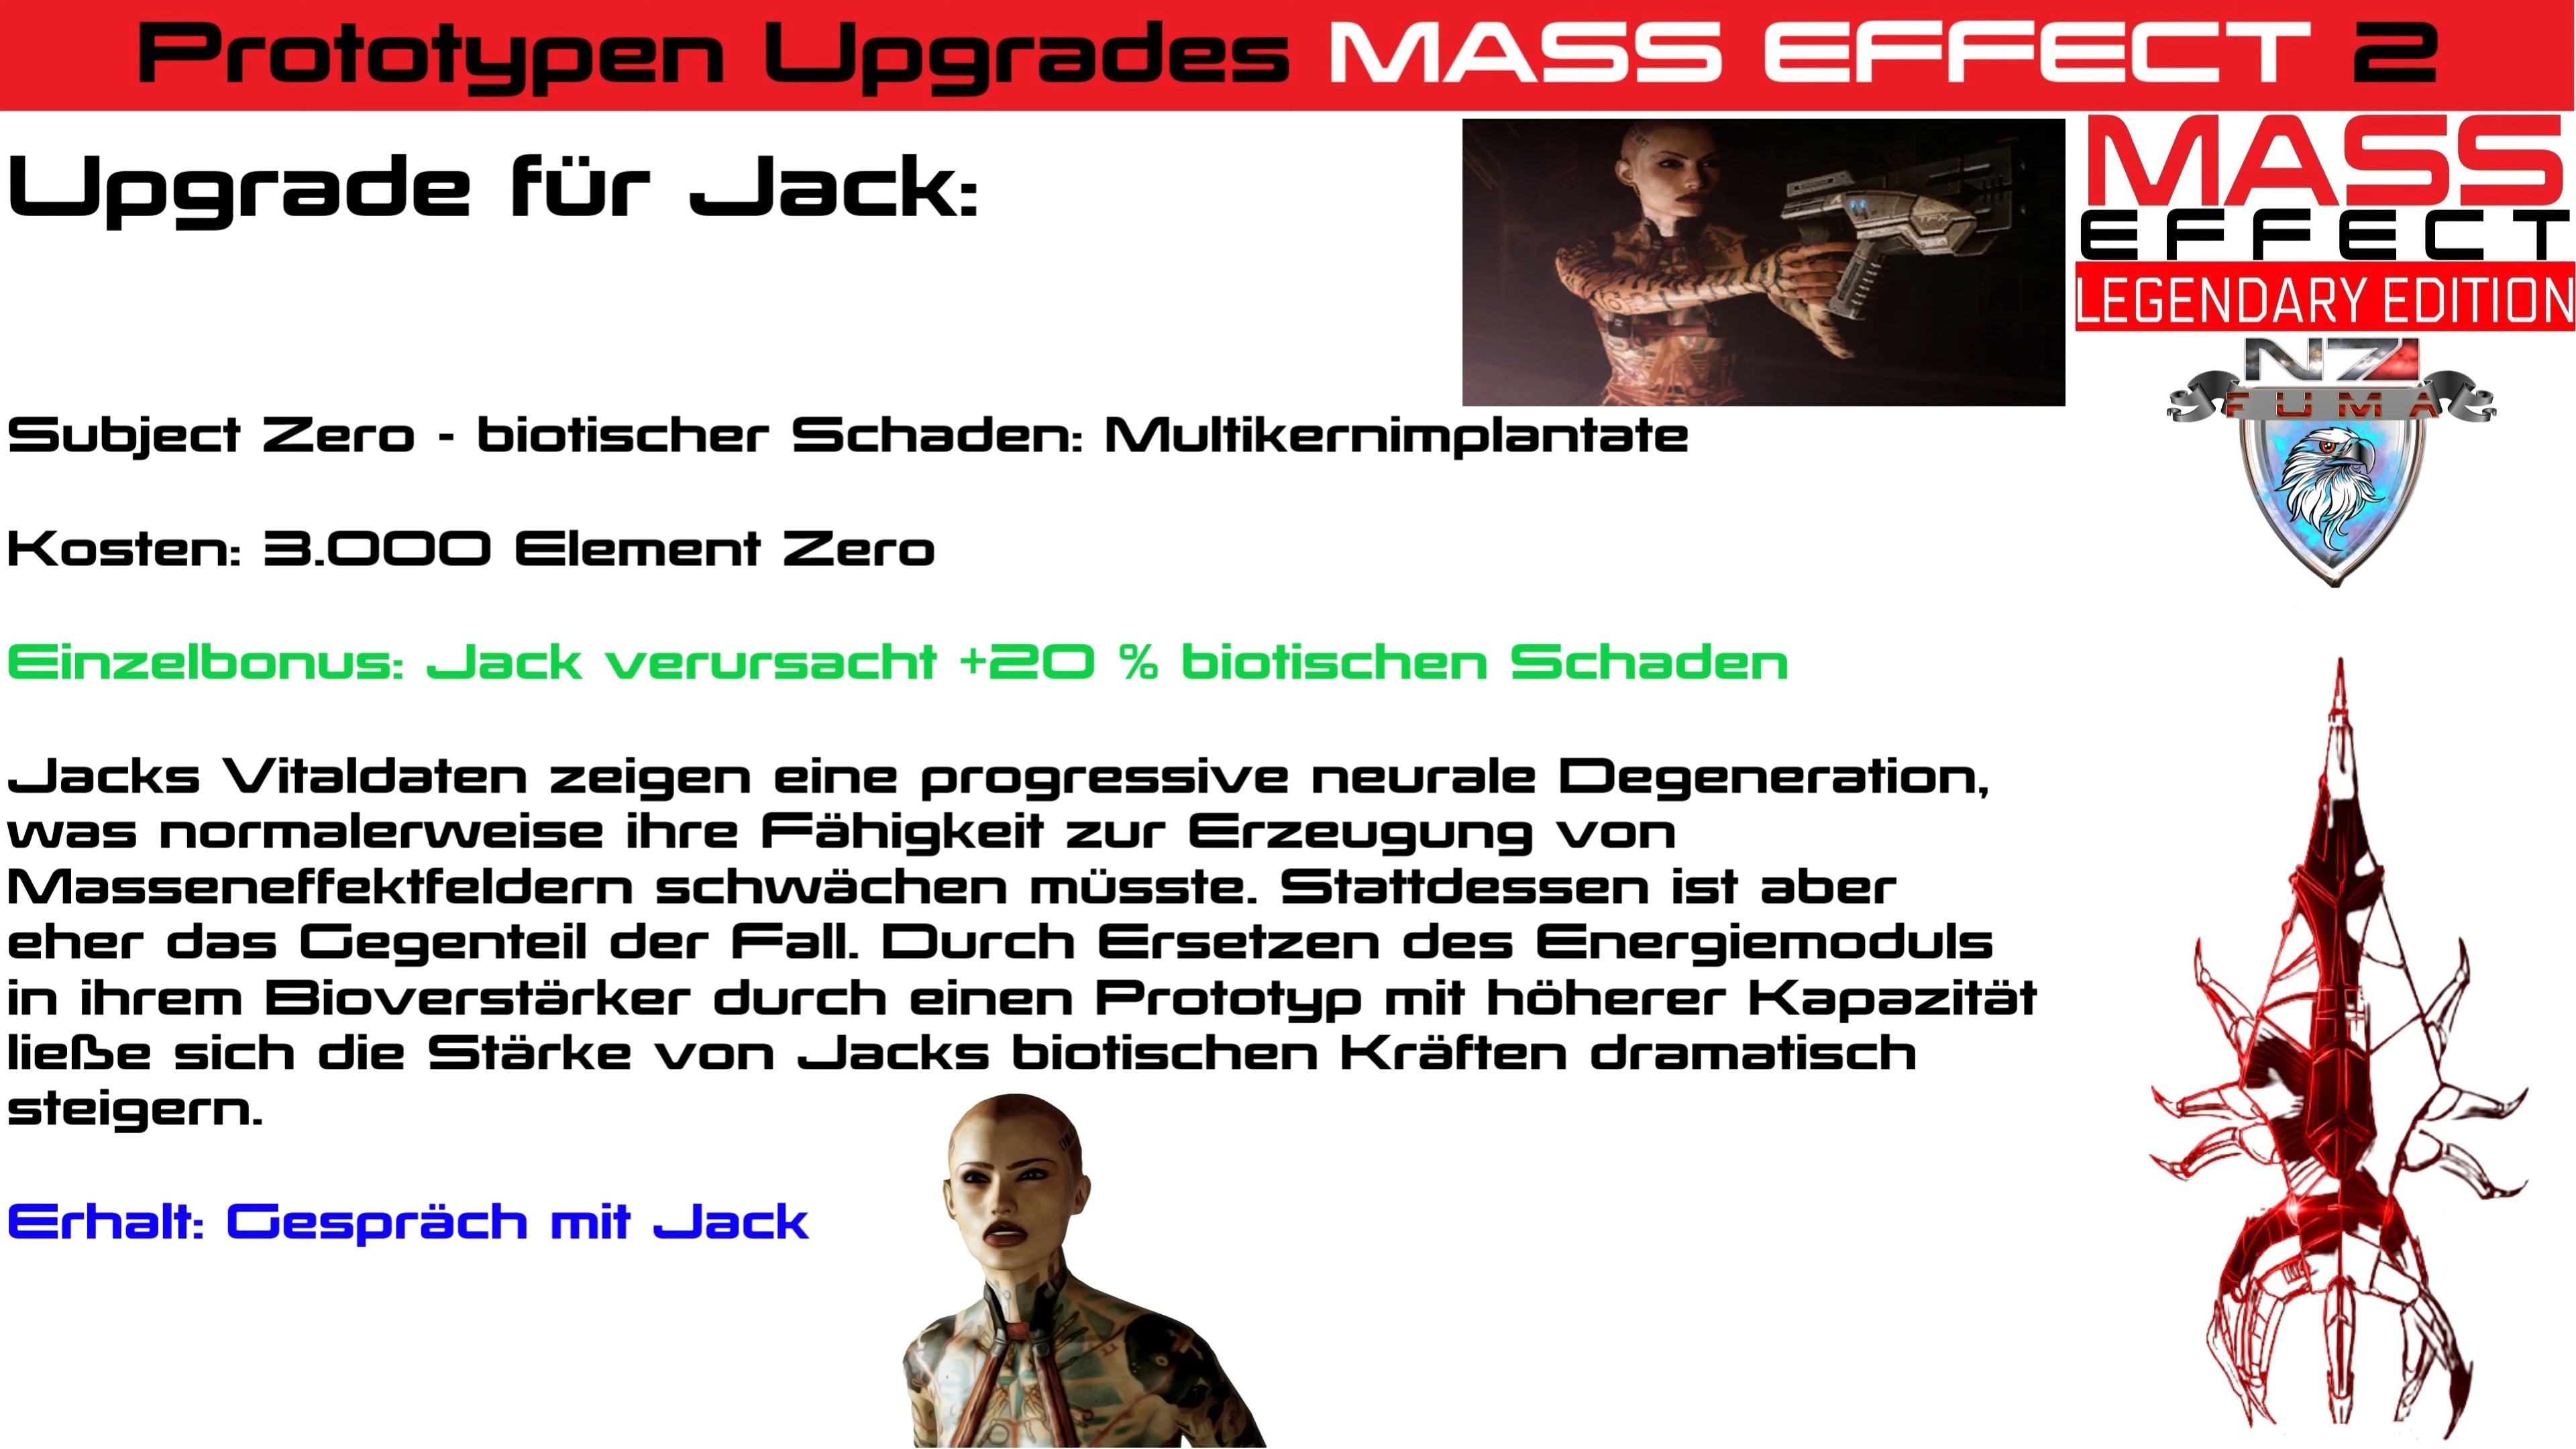 Prototypen Upgrades MASS EFFECT 2
Upgrade für Jack:
MASS
EFFECT
LEGENDARY EDITION
N7
FUMA
TFX
Subject Zero - biotischer Schaden: Multikernimplantate
Kosten: 3.000 Element Zero
Einzelbonus: Jack verursacht +20 % biotischen Schaden
Jacks Vitaldaten zeigen eine progressive neurale Degeneration,
was normalerweise ihre Fähigkeit zur Erzeugung von
Masseneffektfeldern schwächen müsste. Stattdessen ist aber
eher das Gegenteil der Fall. Durch Ersetzen des Energiemoduls
in ihrem Bioverstärker durch einen Prototyp mit höherer Kapazität
ließe sich die Stärke von Jacks biotischen Kräften dramatisch
steigern.
Erhalt: Gespräch mit Jack